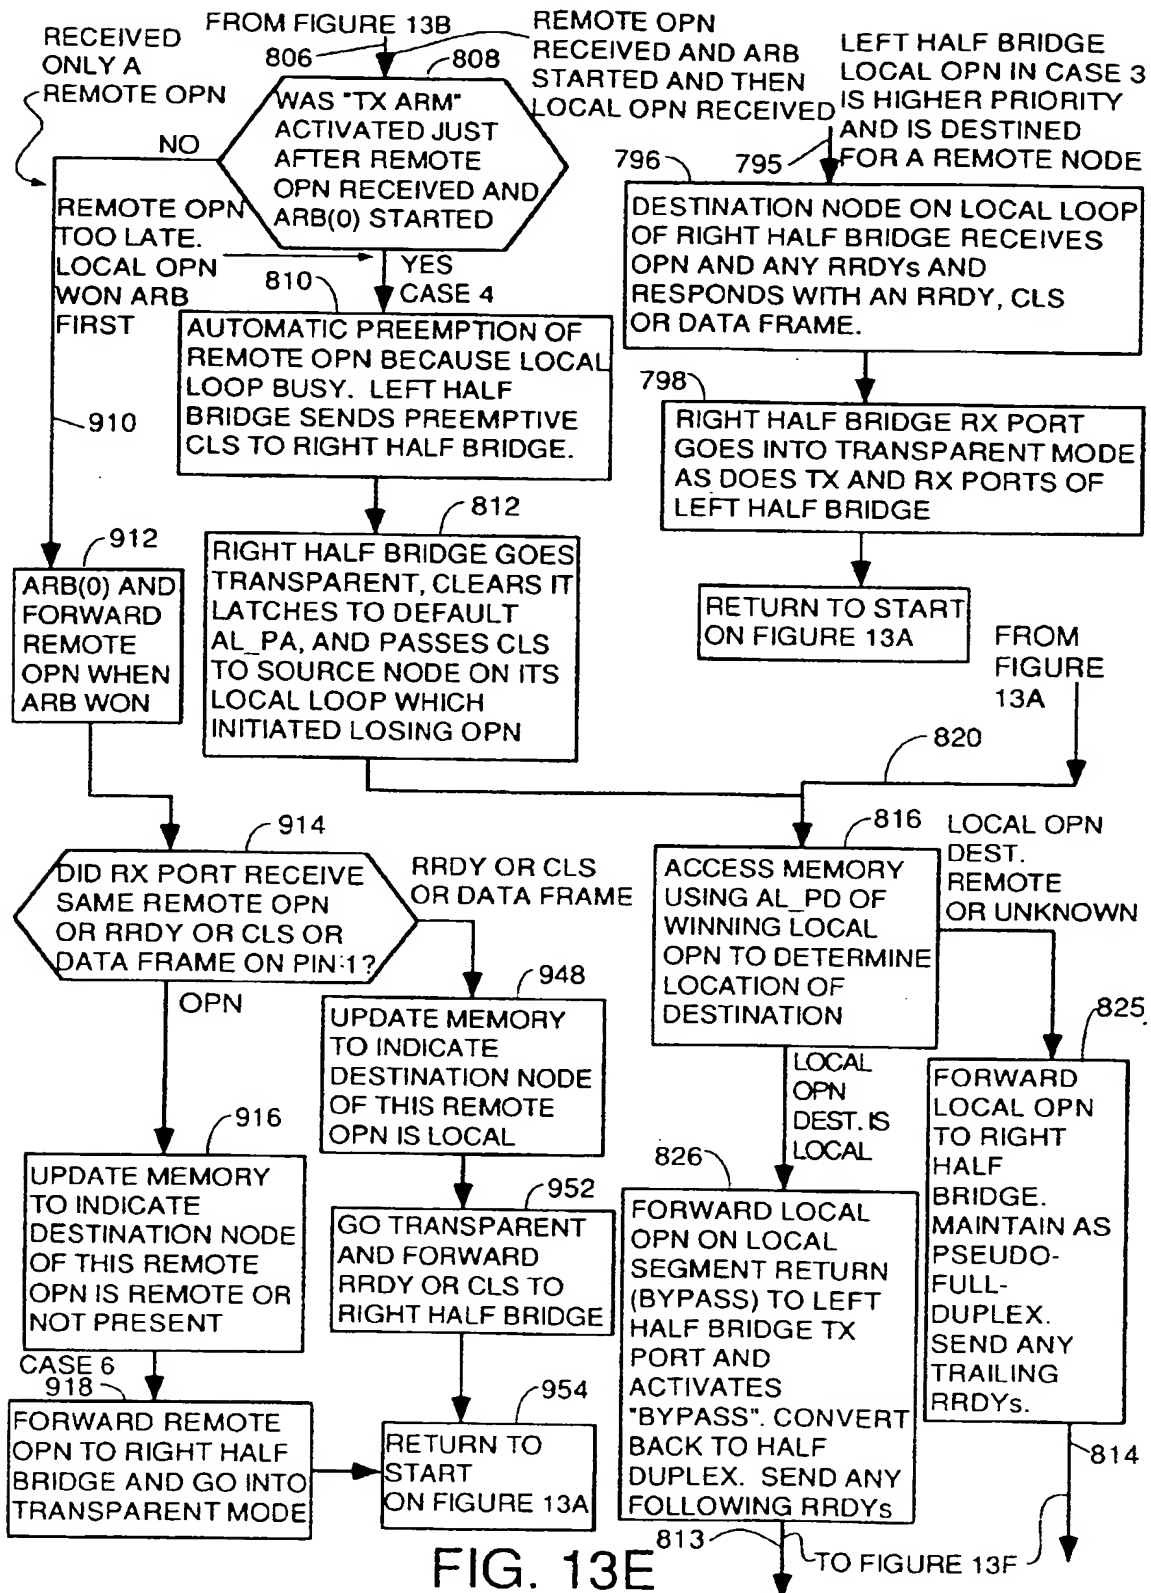 RECEIVED
ONLY A
REMOTE OPN
FROM FIGURE 13B
806
808
REMOTE OPN
RECEIVED AND ARB
STARTED AND THEN
LOCAL OPN RECEIVED
LEFT HALF BRIDGE
LOCAL OPN IN CASE 3
IS HIGHER PRIORITY
AND IS DESTINED
FOR A REMOTE NODE
WAS "TX ARM"
ACTIVATED JUST
AFTER REMOTE
OPN RECEIVED AND
ARB(0) STARTED
NO
796
795
DESTINATION NODE ON LOCAL LOOP
OF RIGHT HALF BRIDGE RECEIVES
OPN AND ANY RRDYs AND
RESPONDS WITH AN RRDY, CLS
OR DATA FRAME.
REMOTE OPN
TOO LATE.
LOCAL OPN
WON ARB
FIRST
YES
CASE 4
810
AUTOMATIC PREEMPTION OF
REMOTE OPN BECAUSE LOCAL
LOOP BUSY. LEFT HALF
BRIDGE SENDS PREEMPTIVE
CLS TO RIGHT HALF BRIDGE.
798
RIGHT HALF BRIDGE RX PORT
GOES INTO TRANSPARENT MODE
AS DOES TX AND RX PORTS OF
LEFT HALF BRIDGE
910
812
RIGHT HALF BRIDGE GOES
TRANSPARENT, CLEARS IT
LATCHES TO DEFAULT
AL_PA, AND PASSES CLS
TO SOURCE NODE ON ITS
LOCAL LOOP WHICH
INITIATED LOSING OPN
912
ARB(0) AND
FORWARD
REMOTE
OPN WHEN
ARB WON
RETURN TO START
ON FIGURE 13A
FROM
FIGURE
13A
820
914
DID RX PORT RECEIVE
SAME REMOTE OPN
OR RRDY OR CLS OR
DATA FRAME ON PIN:1?
RRDY OR CLS
OR DATA FRAME
816
ACCESS MEMORY
USING AL_PD OF
WINNING LOCAL
OPN TO DETERMINE
LOCATION OF
DESTINATION
LOCAL OPN
DEST.
REMOTE
OR UNKNOWN
OPN
948
UPDATE MEMORY
TO INDICATE
DESTINATION NODE
OF THIS REMOTE
OPN IS LOCAL
LOCAL
OPN
DEST. IS
LOCAL
825
FORWARD
LOCAL OPN
TO RIGHT
HALF
BRIDGE.
MAINTAIN AS
PSEUDO-
FULL-
DUPLEX.
SEND ANY
TRAILING
RRDYs.
916
UPDATE MEMORY
TO INDICATE
DESTINATION NODE
OF THIS REMOTE
OPN IS REMOTE OR
NOT PRESENT
952
GO TRANSPARENT
AND FORWARD
RRDY OR CLS TO
RIGHT HALF BRIDGE
826
FORWARD LOCAL
OPN ON LOCAL
SEGMENT RETURN
(BYPASS) TO LEFT
HALF BRIDGE TX
PORT AND
ACTIVATES
"BYPASS". CONVERT
BACK TO HALF
DUPLEX. SEND ANY
FOLLOWING RRDYs
CASE 6
918
FORWARD REMOTE
OPN TO RIGHT HALF
BRIDGE AND GO INTO
TRANSPARENT MODE
954
RETURN TO
START
ON FIGURE 13A
814
813
TO FIGURE 13F
FIG. 13E